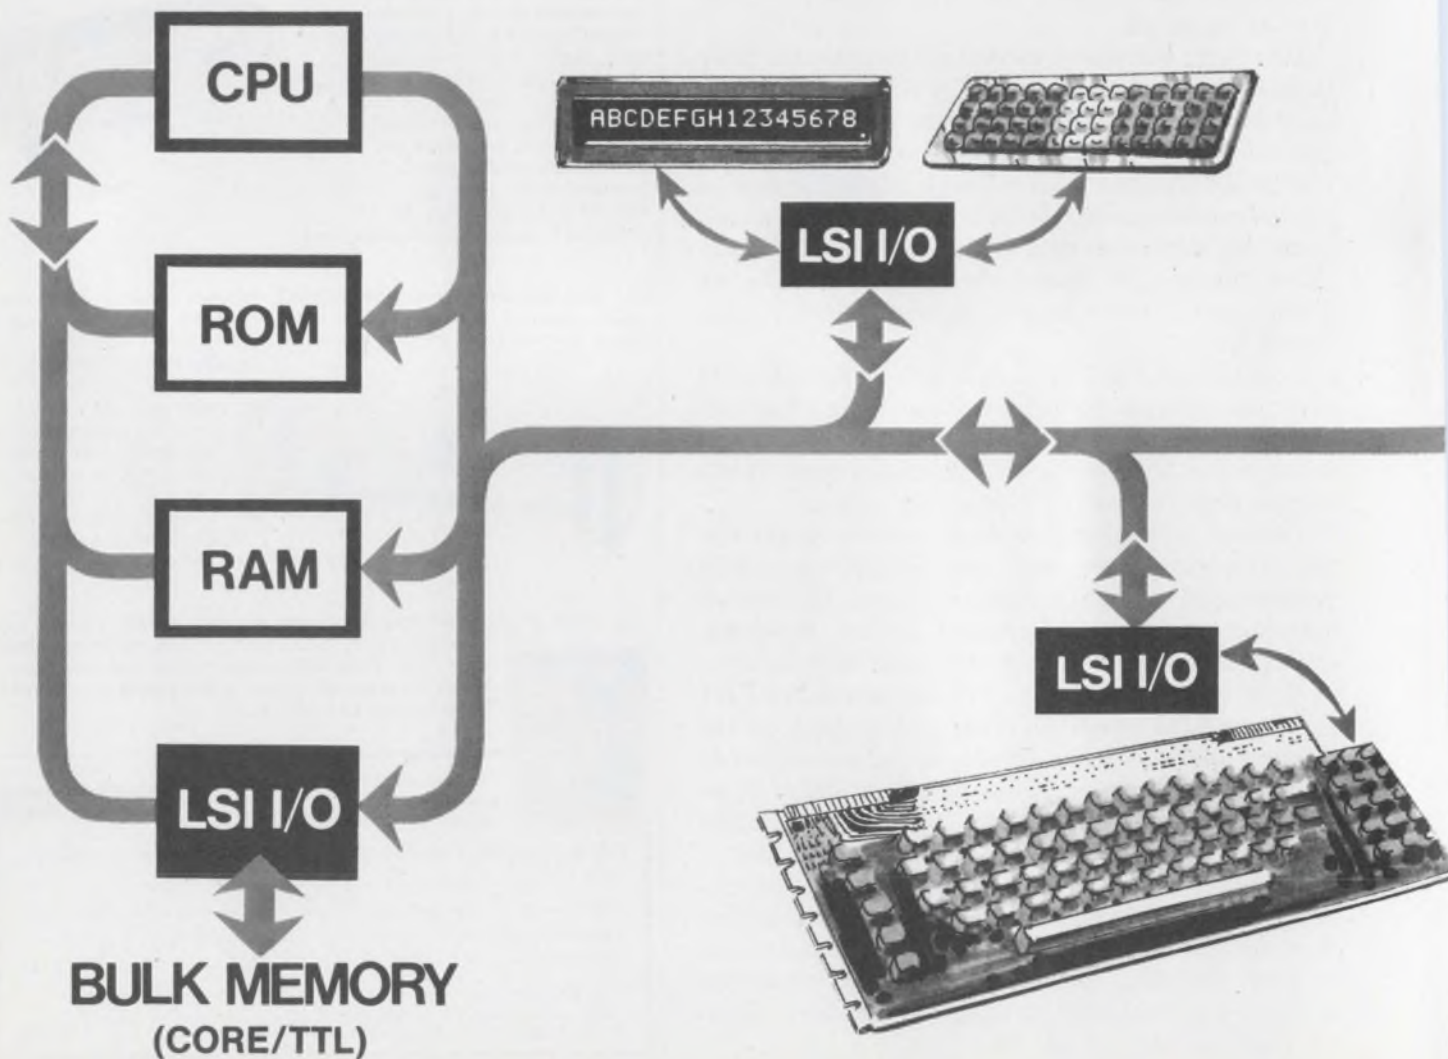 CPU
ABCDEFGH12345678
LSI I/O
ROM
RAM
LSI I/O
LSI I/O
BULK MEMORY
(CORE/TTL)